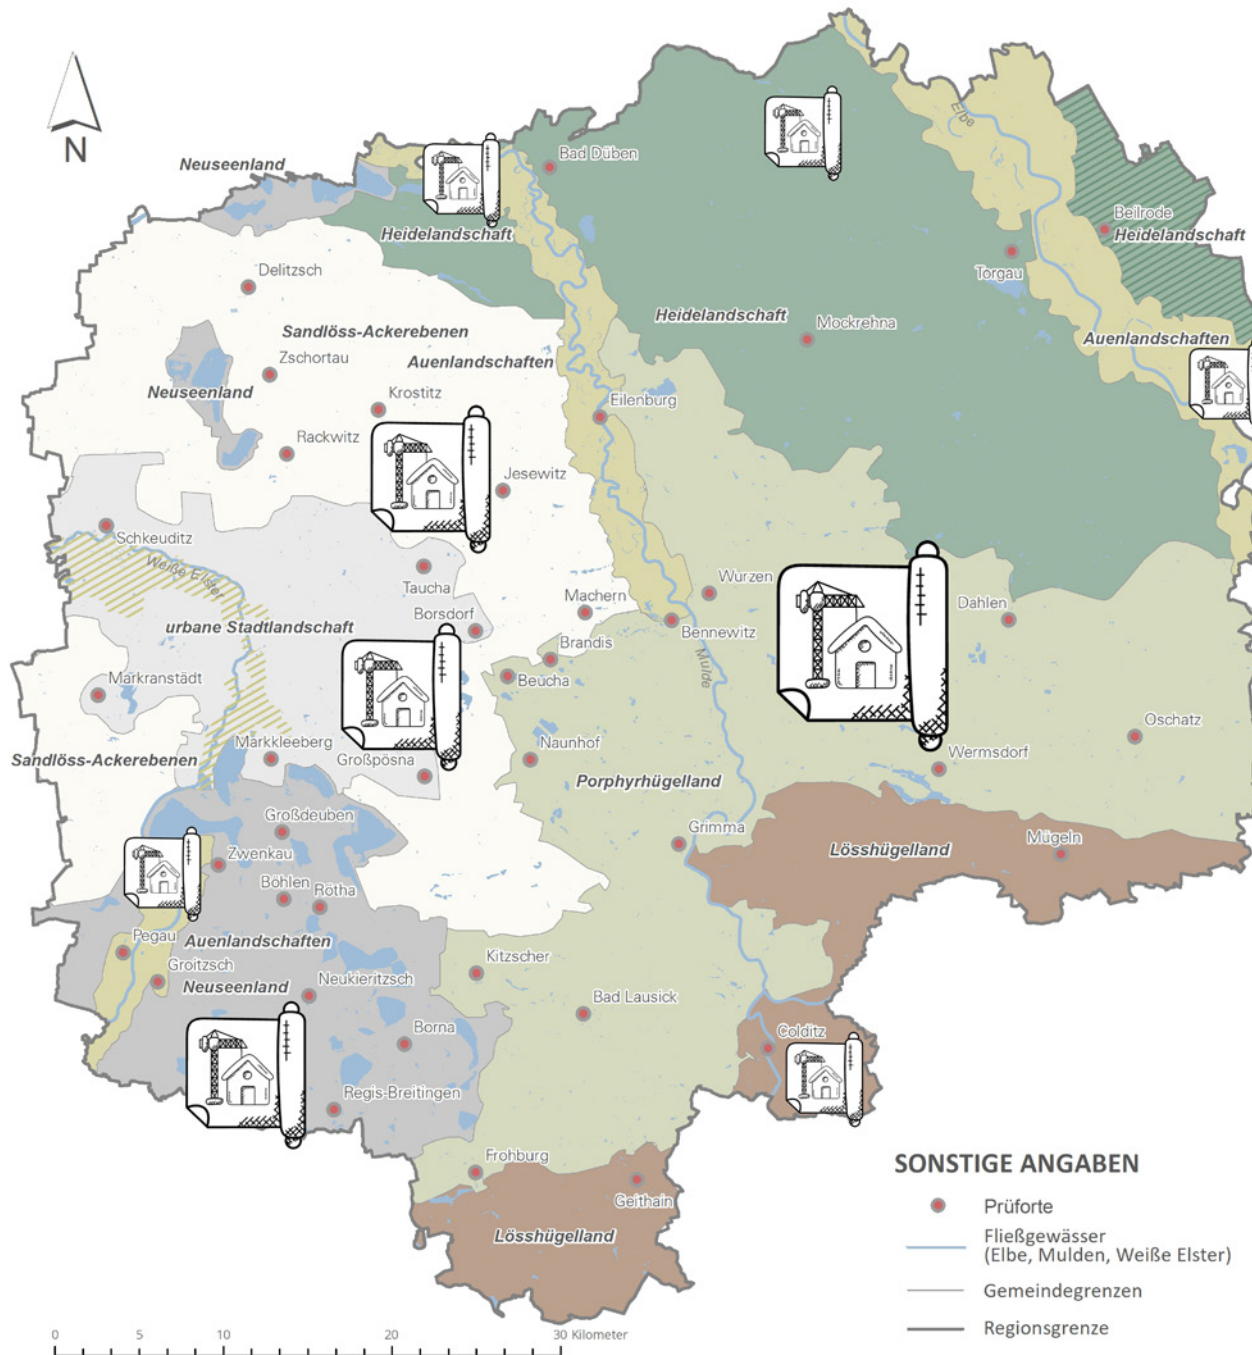 N
Neuseenland
Bad Düben
Elbe
Beilrode
Heidelandschaft
Heidelandschaft
Torgau
Delitzsch
Sandlöss-Ackerebenen
Heidelandschaft
Mockrehna
Auenlandschaften
Auenlandschaften
Zschortau
Neuseenland
Krostitz
Eilenburg
Rackwitz
Jesewitz
Schkeuditz
Weiße Elster
Taucha
Wurzen
Machern
Dahlen
Borsdorf
Bennewitz
urbane Stadtlandschaft
Brandis
Mulde
Markranstädt
Beucha
Oschatz
Markkleeberg
Naunhof
Sandlöss-Ackerebenen
Großpösna
Wermsdorf
Porphyrhügelland
Großdeuben
Grimma
Mügeln
Zwenkau
Lösshügelland
Böhlen
Rötha
Pegau
Auenlandschaften
Kitzscher
Groitzsch
Neukieritzsch
Neuseenland
Bad Lausick
Borna
Colditz
Regis-Breitingen
Frohburg
Geithain
Lösshügelland
SONSTIGE ANGABEN
Prüforte
Fließgewässer
(Elbe, Mulden, Weiße Elster)
Gemeindegrenzen
Regionsgrenze
0 5 10 20 30 Kilometer